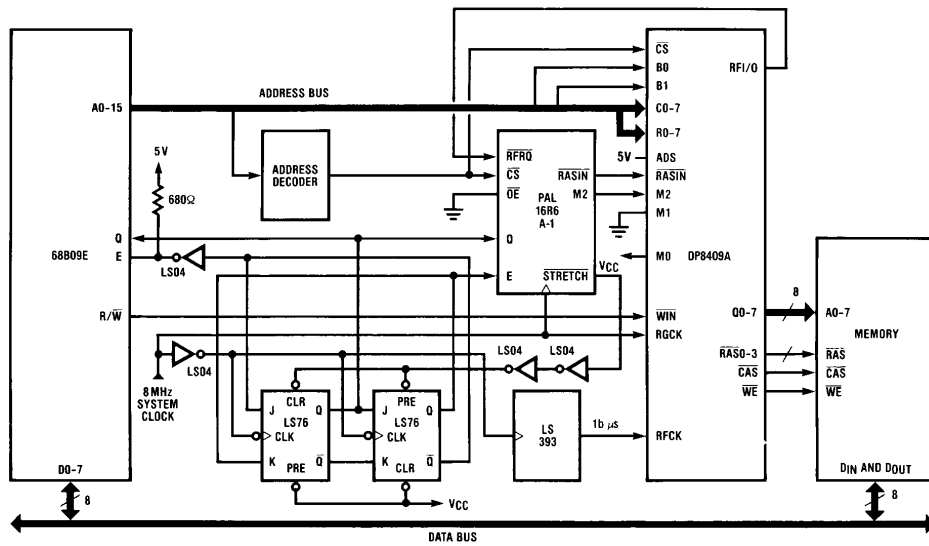 CS
B0
RFI/O
B1
A0-15
ADDRESS BUS
C0-7
R0-7
5V
ADDRESS
DECODER
RFRQ
CS
OE
RASIN
M2
PAL
16R6
A-1
5V
ADS
RASIN
M2
M1
680Ω
Q
E
68B09E
LS04
Q
E
STRETCH
VCC
M0
DP8409A
R/W
WIN
RGCK
Q0-7
8
A0-7
MEMORY
RAS0-3
RAS
CAS
CAS
WE
WE
LS04
8MHz
SYSTEM
CLOCK
LS04
LS04
CLR
J
Q
LS76
CLK
K
Q
PRE
PRE
J
Q
LS76
CLK
K
Q
CLR
LS
393
1b μs
RFCK
VCC
D0-7
8
DIN AND DOUT
8
DATA BUS